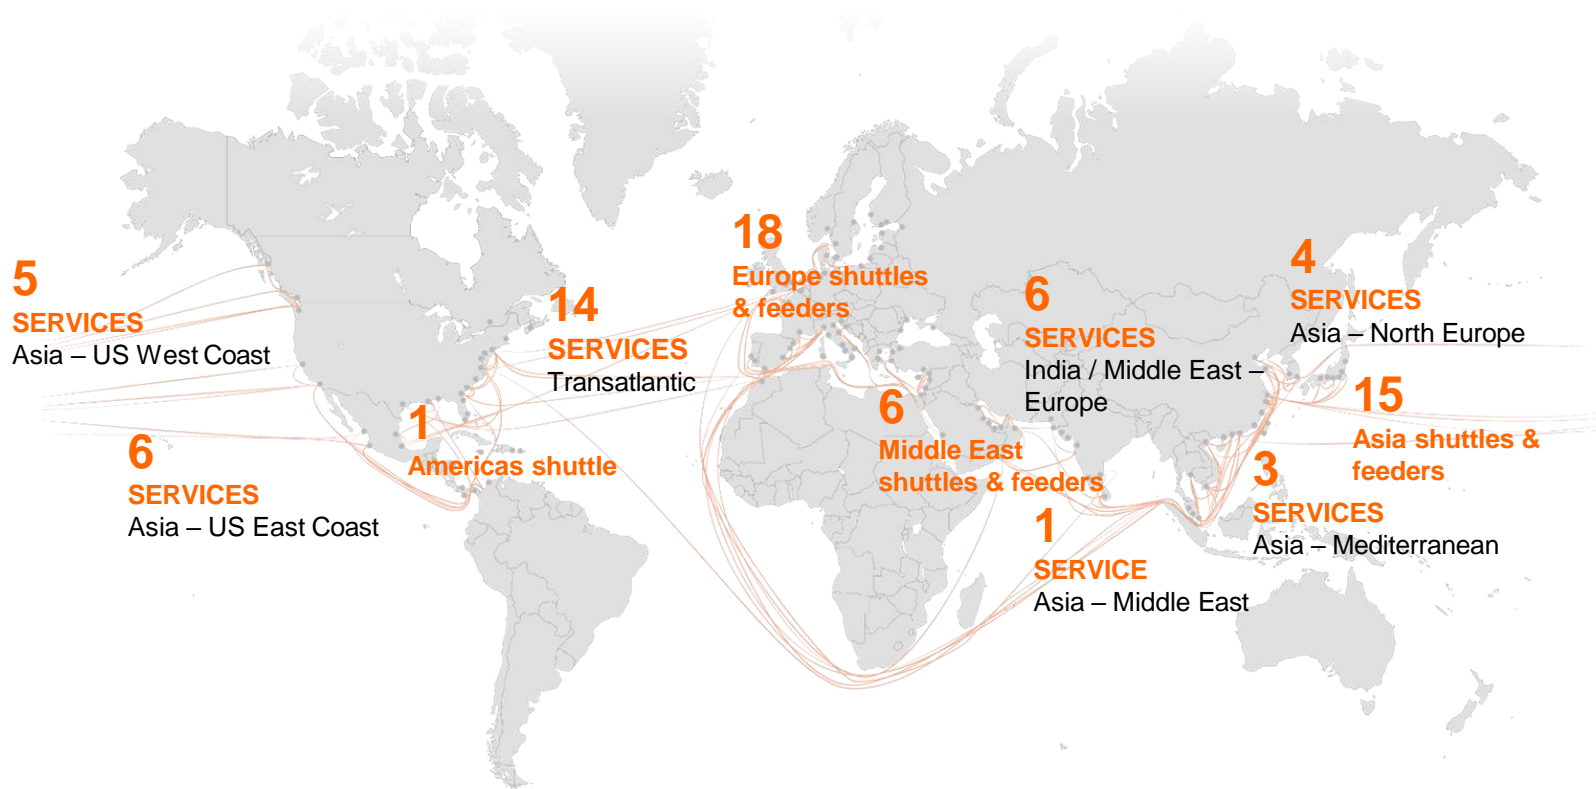 5
SERVICES
Asia – US West Coast
6
SERVICES
Asia – US East Coast
1
Americas shuttle
14
SERVICES
Transatlantic
18
Europe shuttles
& feeders
6
Middle East
shuttles & feeders
6
SERVICES
India / Middle East –
Europe
1
SERVICE
Asia – Middle East
4
SERVICES
Asia – North Europe
15
Asia shuttles &
feeders
3
SERVICES
Asia – Mediterranean